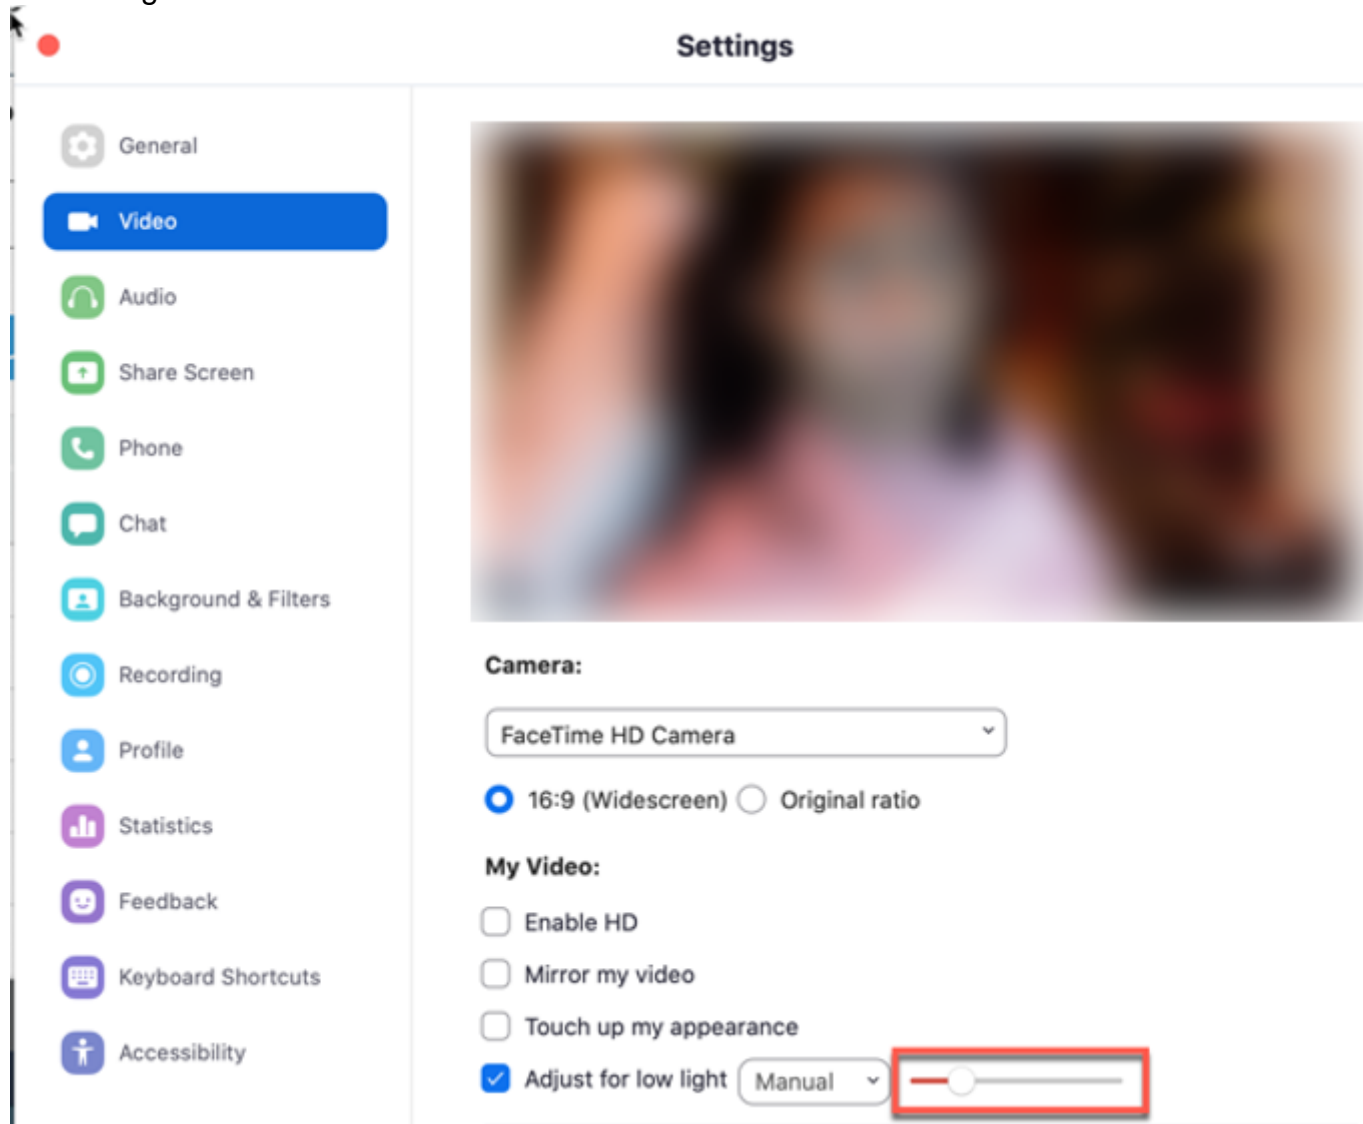 Settings
General
Video
Audio
Share Screen
Phone
Chat
Background & Filters
Recording
Profile
Statistics
Feedback
Keyboard Shortcuts
Accessibility
Camera:
FaceTime HD Camera
16:9 (Widescreen) Original ratio
My Video:
Enable HD
Mirror my video
Touch up my appearance
Adjust for low light Manual